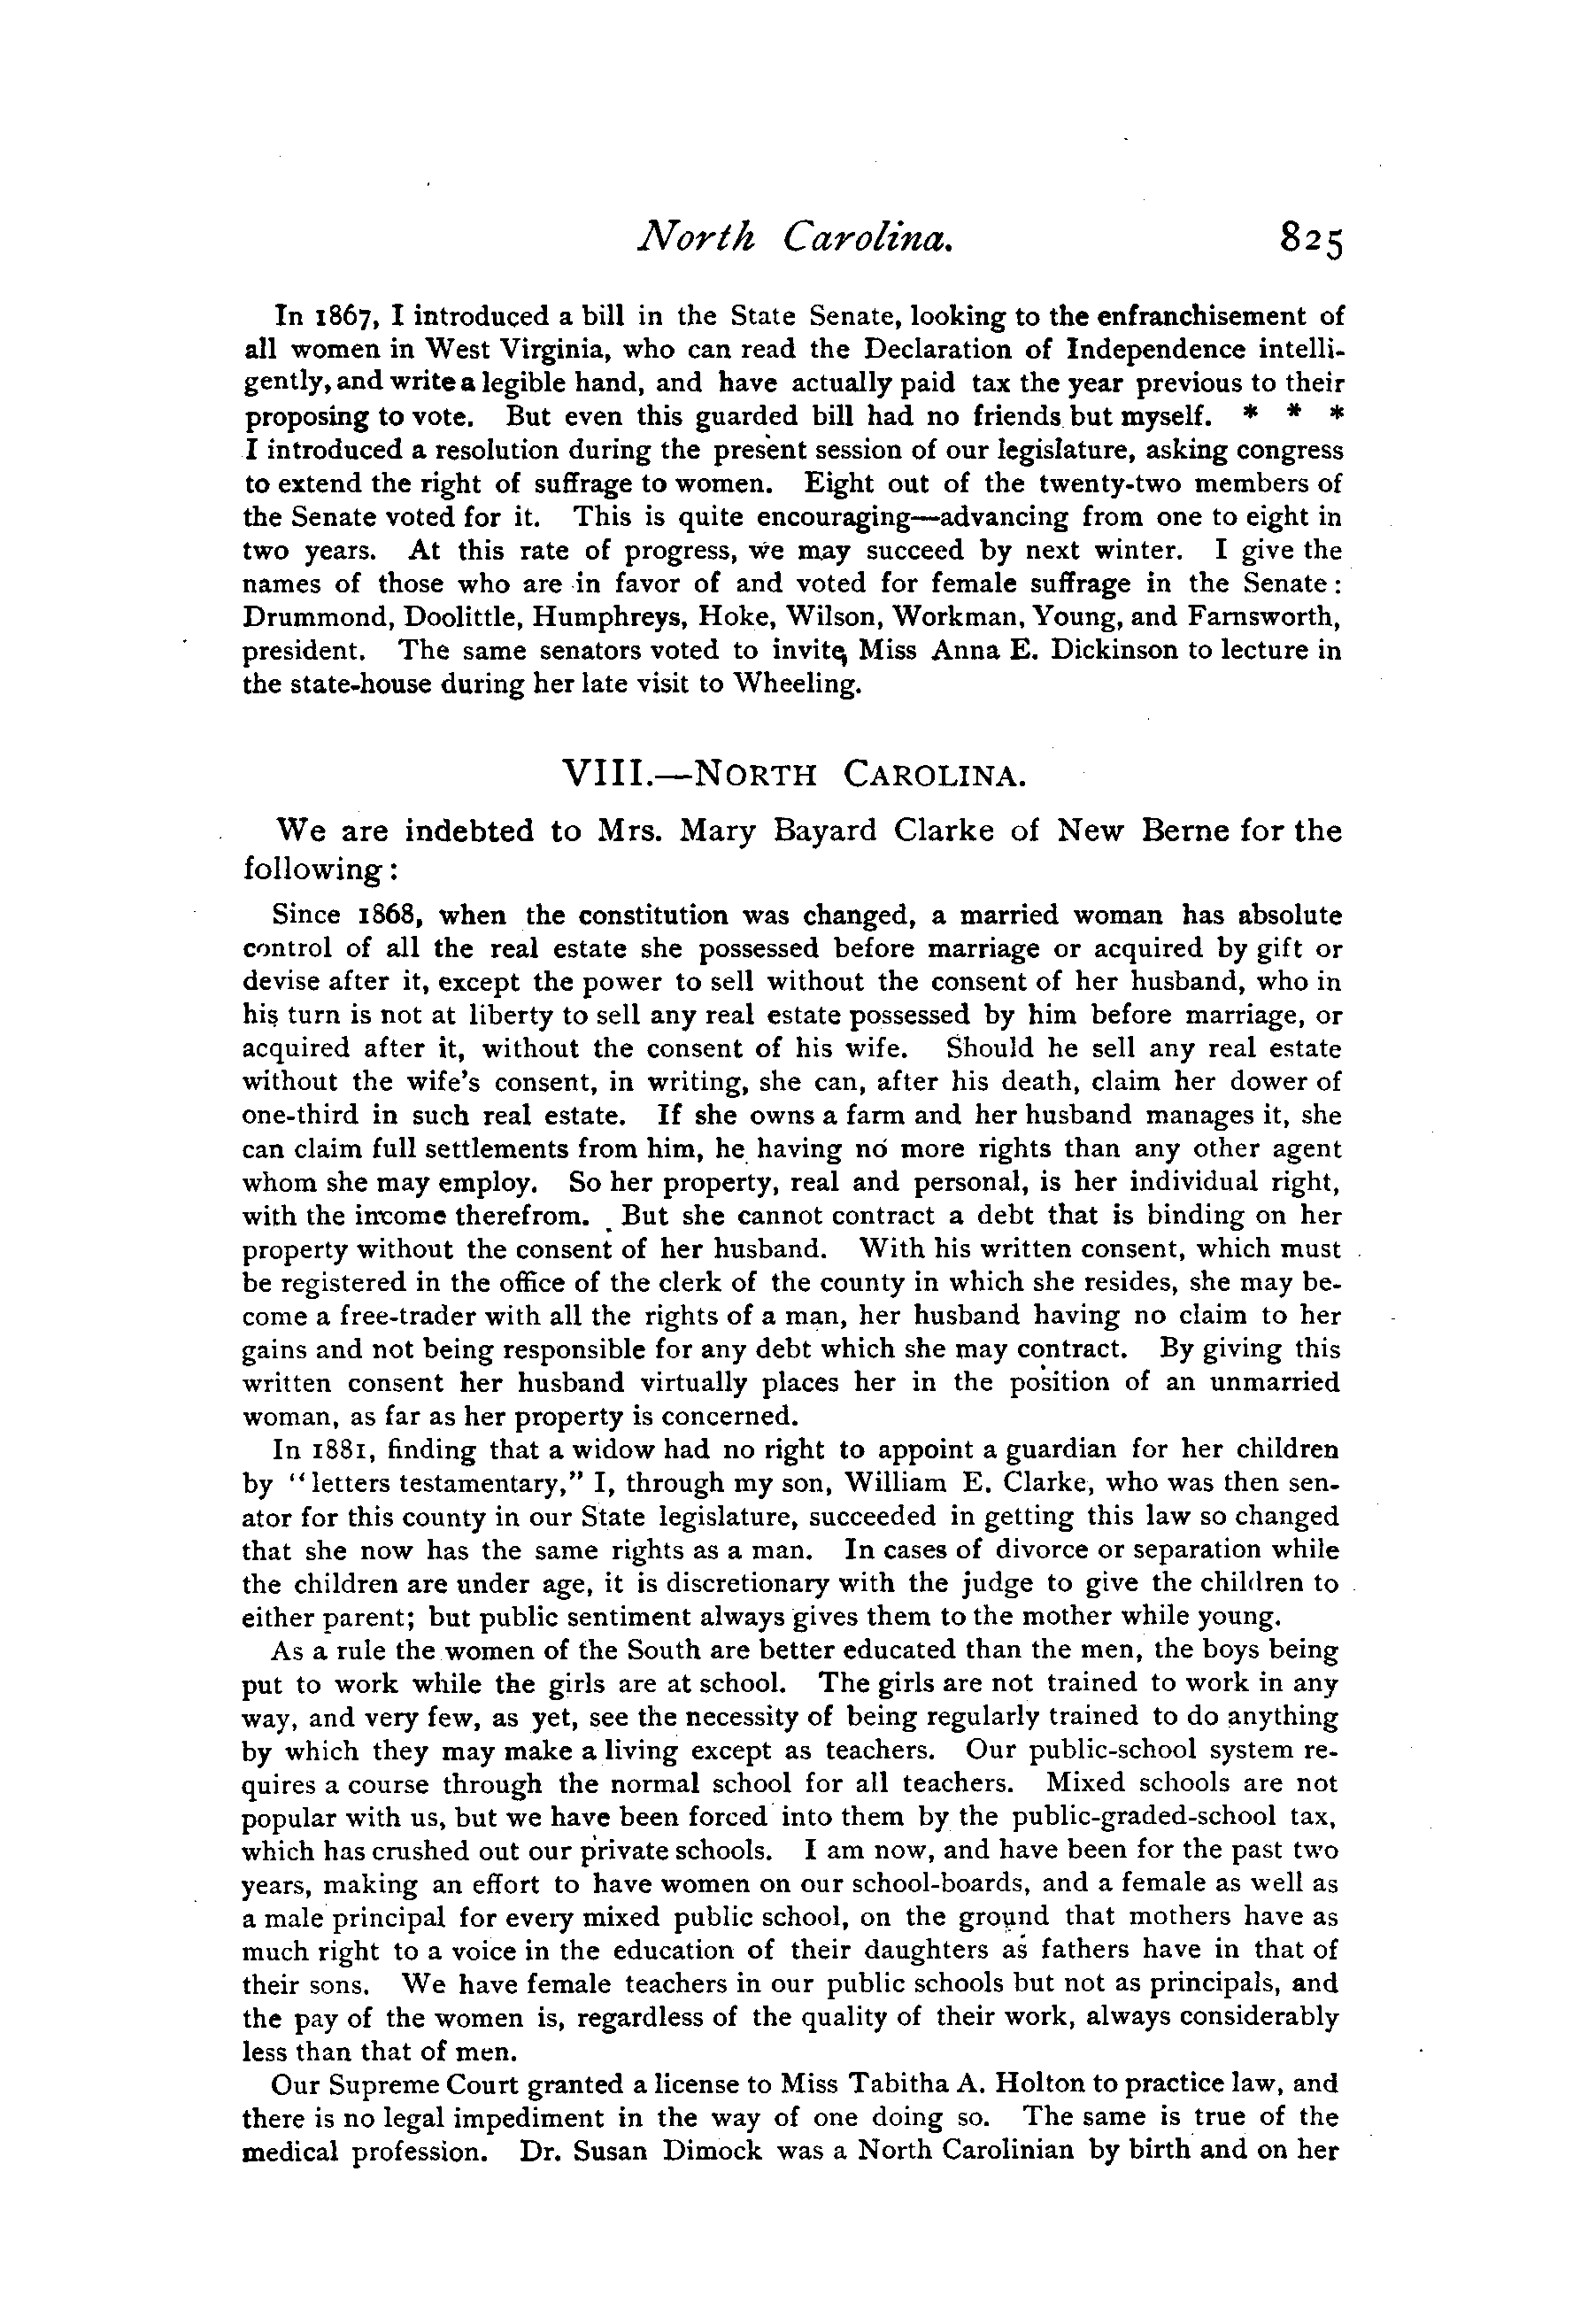 North Carolina. 825
In 1867, I introduced a bill in the State Senate, looking to the enfranchisement of
all women in West Virginia, who can read the Declaration of Independence intelli-
gently, and write a legible hand, and have actually paid tax the year previous to their
proposing to vote. But even this guarded bill had no friends but myself. * * *
I introduced a resolution during the present session of our legislature, asking congress
to extend the right of suffrage to women. Eight out of the twenty-two members of
the Senate voted for it. This is quite encouraging—advancing from one to eight in
two years. At this rate of progress, we may succeed by next winter. I give the
names of those who are in favor of and voted for female suffrage in the Senate:
Drummond, Doolittle, Humphreys, Hoke, Wilson, Workman, Young, and Farnsworth,
president. The same senators voted to invite, Miss Anna E. Dickinson to lecture in
the state-house during her late visit to Wheeling.
VIII.—NORTH CAROLINA.
We are indebted to Mrs. Mary Bayard Clarke of New Berne for the
following:
Since 1868, when the constitution was changed, a married woman has absolute
control of all the real estate she possessed before marriage or acquired by gift or
devise after it, except the power to sell without the consent of her husband, who in
his turn is not at liberty to sell any real estate possessed by him before marriage, or
acquired after it, without the consent of his wife. Should he sell any real estate
without the wife's consent, in writing, she can, after his death, claim her dower of
one-third in such real estate. If she owns a farm and her husband manages it, she
can claim full settlements from him, he having no more rights than any other agent
whom she may employ. So her property, real and personal, is her individual right,
with the income therefrom. But she cannot contract a debt that is binding on her
property without the consent of her husband. With his written consent, which must
be registered in the office of the clerk of the county in which she resides, she may be-
come a free-trader with all the rights of a man, her husband having no claim to her
gains and not being responsible for any debt which she may contract. By giving this
written consent her husband virtually places her in the position of an unmarried
woman, as far as her property is concerned.
In 1881, finding that a widow had no right to appoint a guardian for her children
by "letters testamentary," I, through my son, William E. Clarke, who was then sen-
ator for this county in our State legislature, succeeded in getting this law so changed
that she now has the same rights as a man. In cases of divorce or separation while
the children are under age, it is discretionary with the judge to give the children to
either parent; but public sentiment always gives them to the mother while young.
As a rule the women of the South are better educated than the men, the boys being
put to work while the girls are at school. The girls are not trained to work in any
way, and very few, as yet, see the necessity of being regularly trained to do anything
by which they may make a living except as teachers. Our public-school system re-
quires a course through the normal school for all teachers. Mixed schools are not
popular with us, but we have been forced into them by the public-graded-school tax,
which has crushed out our private schools. I am now, and have been for the past two
years, making an effort to have women on our school-boards, and a female as well as
a male principal for every mixed public school, on the ground that mothers have as
much right to a voice in the education of their daughters as fathers have in that of
their sons. We have female teachers in our public schools but not as principals, and
the pay of the women is, regardless of the quality of their work, always considerably
less than that of men.
Our Supreme Court granted a license to Miss Tabitha A. Holton to practice law, and
there is no legal impediment in the way of one doing so. The same is true of the
medical profession. Dr. Susan Dimock was a North Carolinian by birth and on her